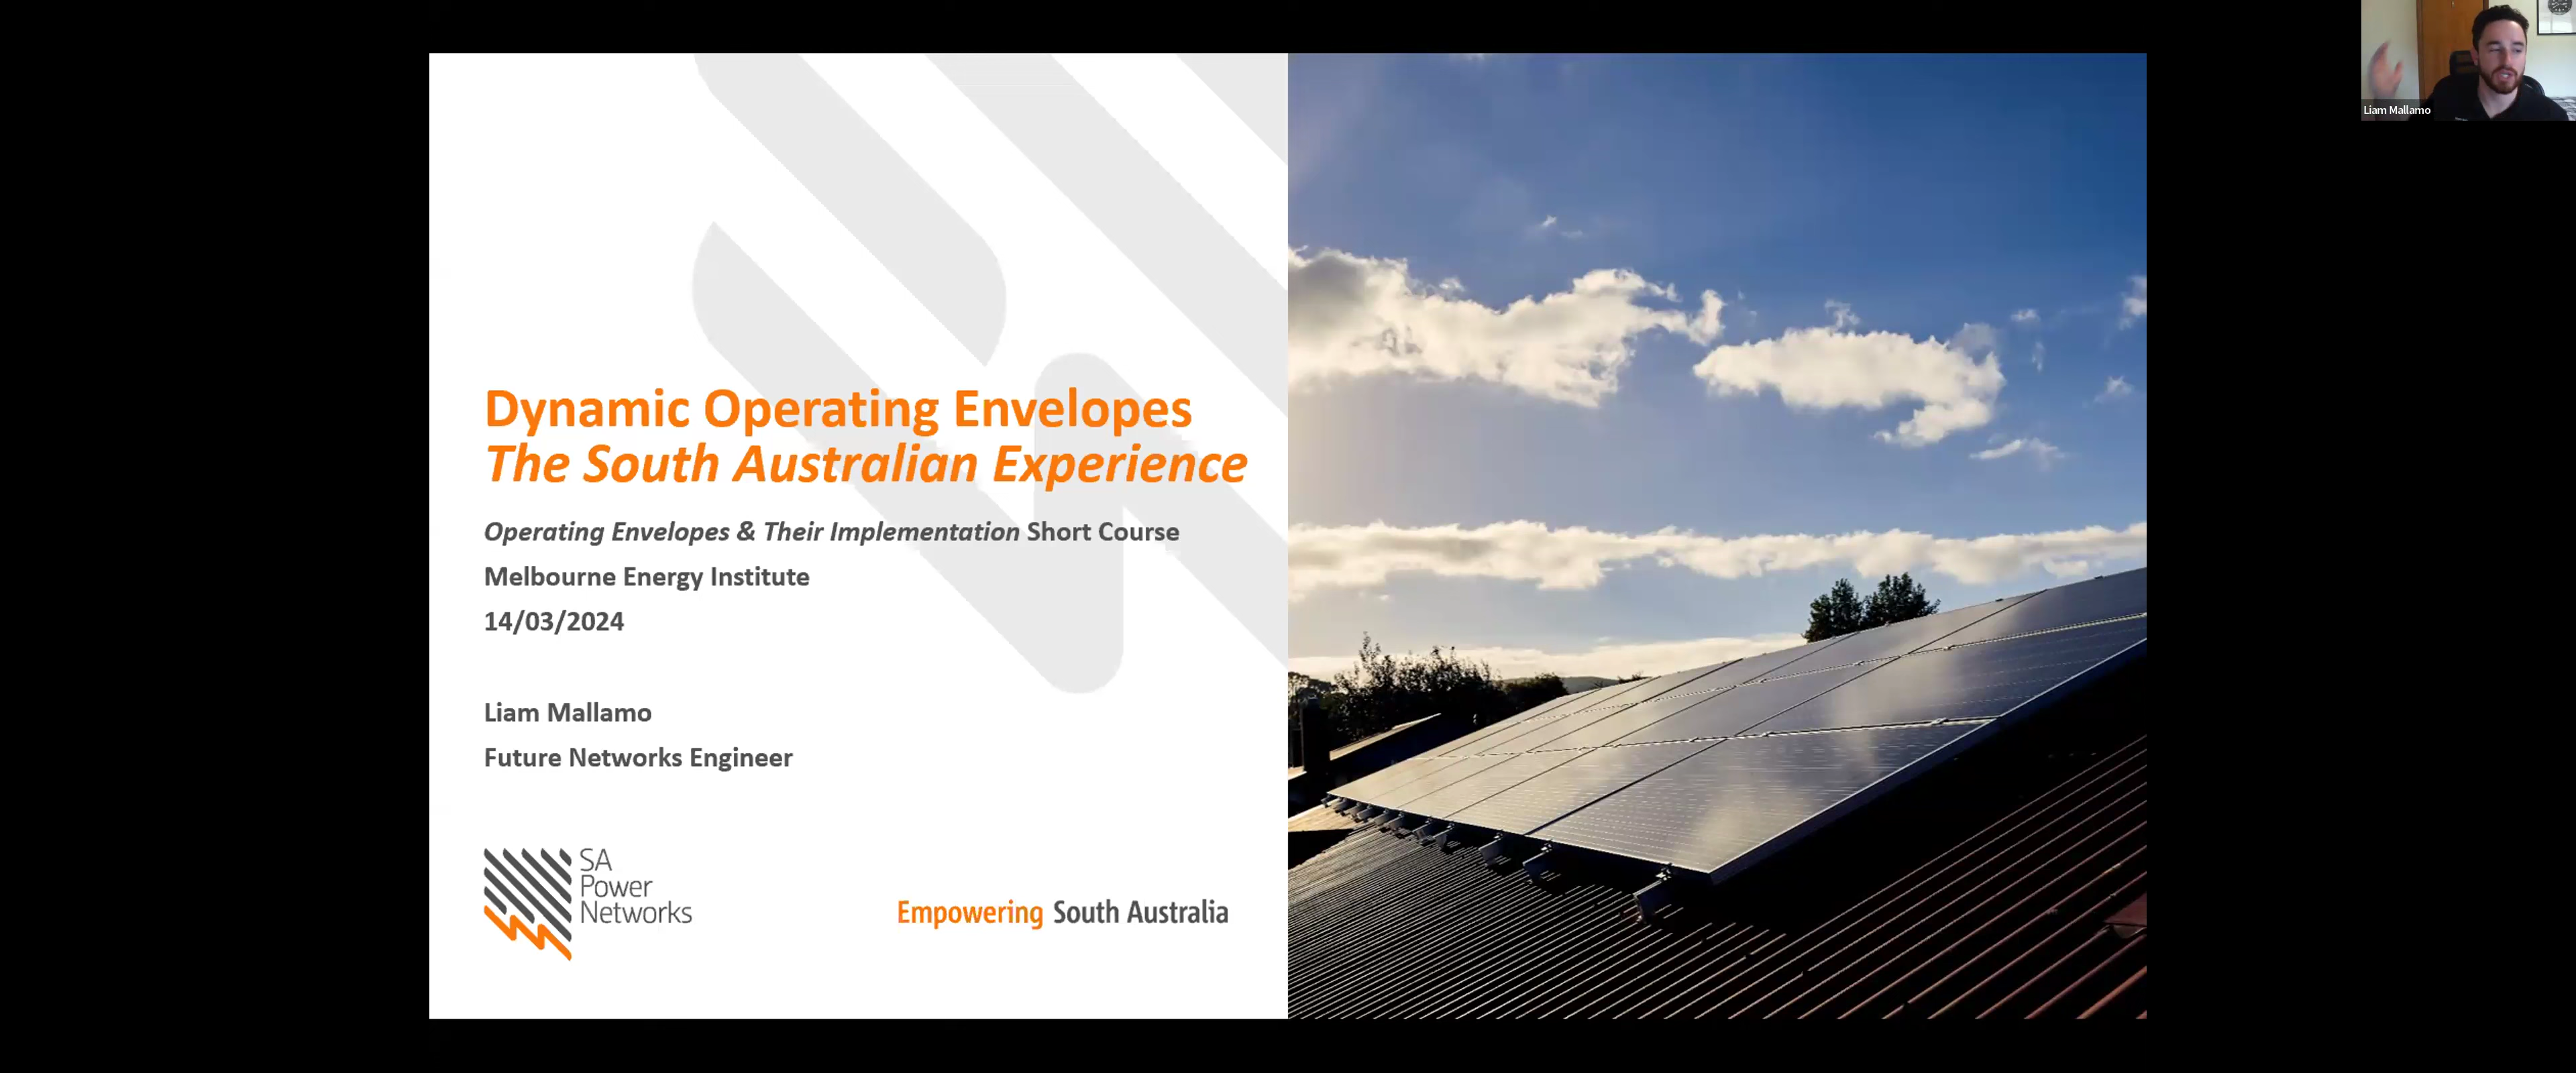 Dynamic Operating Envelopes
The South Australian Experience
Operating Envelopes & Their Implementation Short Course
Melbourne Energy Institute
14/03/2024
Liam Mallamo
Future Networks Engineer
SA
Power
Networks
Empowering South Australia
Liam Mallamo